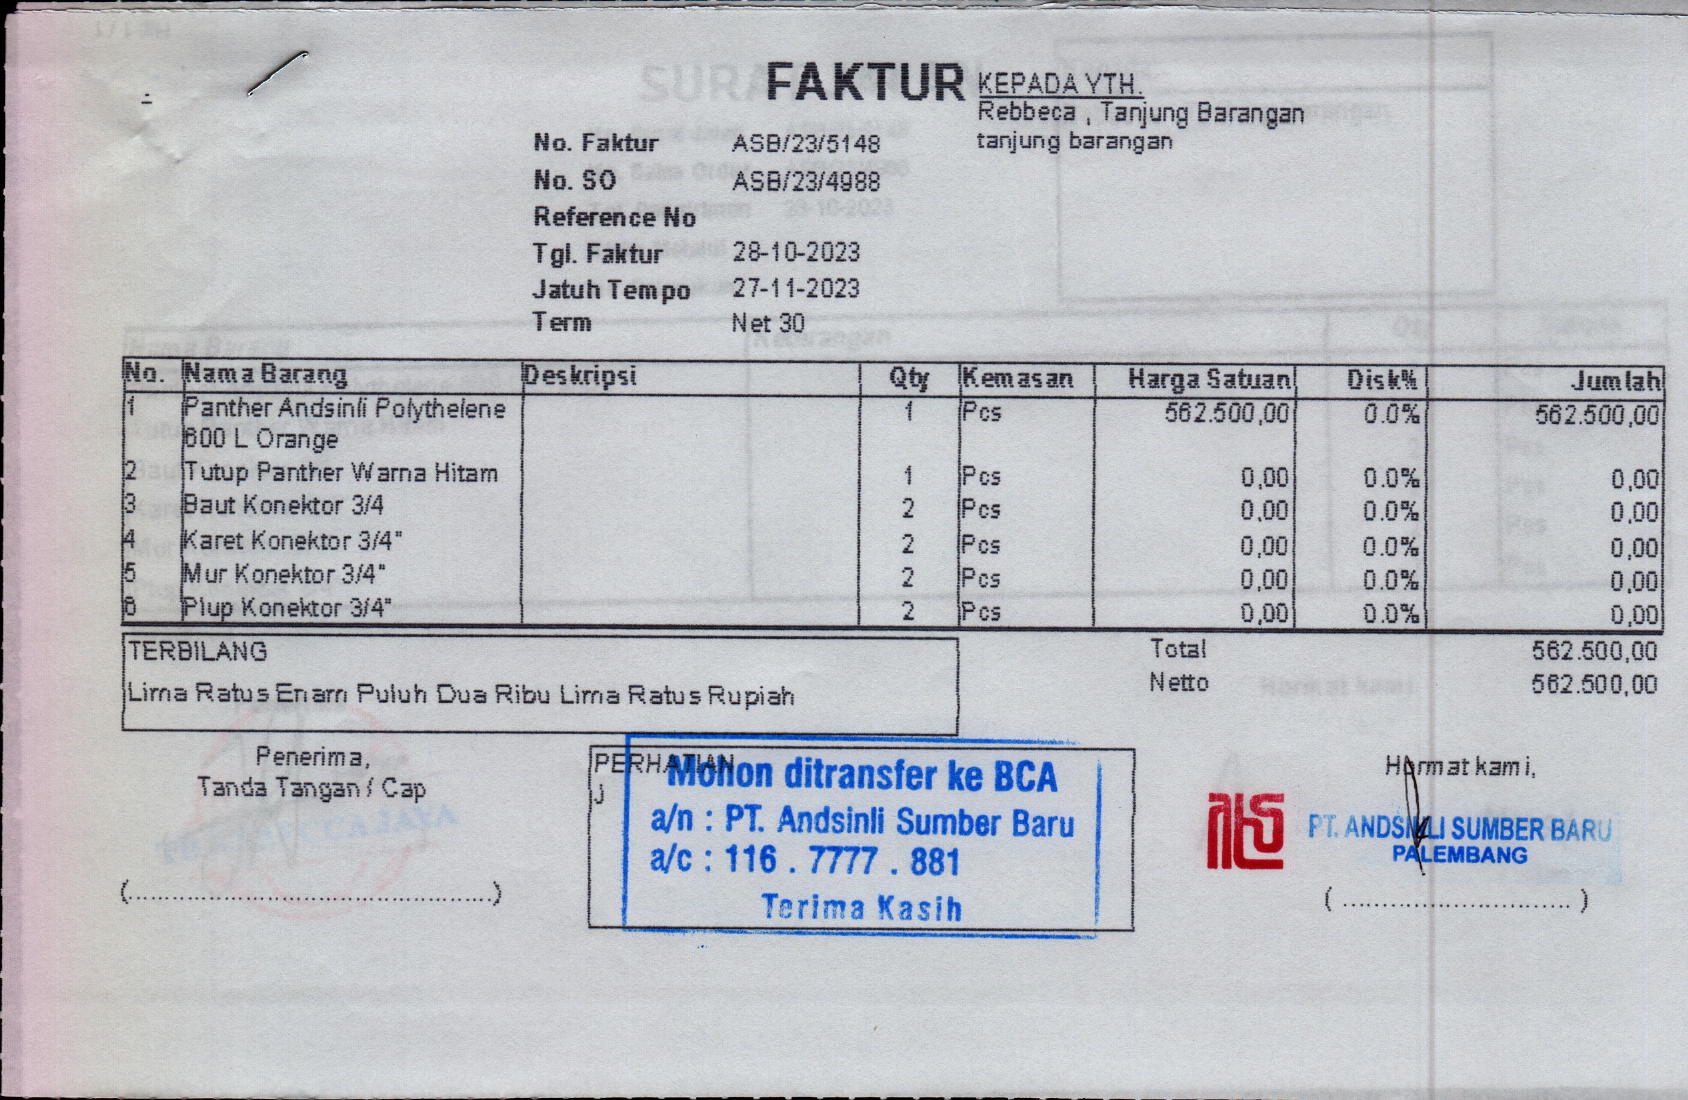 FAKTUR
KEPADA YTH.
Rebbeca , Tanjung Barangan
tanjung barangan
No. Faktur ASB/23/5148
No. SO ASB/23/4988
Reference No
Tgl. Faktur 28-10-2023
Jatuh Tempo 27-11-2023
Term Net 30
No. Nama Barang Deskripsi Qty Kemasan Harga Satuan Disk% Jumlah
1 Panther Andsinli Polythelene 1 Pcs 562.500,00 0.0% 562.500,00
600 L Orange
2 Tutup Panther Warna Hitam 1 Pcs 0,00 0.0% 0,00
3 Baut Konektor 3/4 2 Pcs 0,00 0.0% 0,00
4 Karet Konektor 3/4" 2 Pcs 0,00 0.0% 0,00
5 Mur Konektor 3/4" 2 Pcs 0,00 0.0% 0,00
6 Plup Konektor 3/4" 2 Pcs 0,00 0.0% 0,00
TERBILANG
Lima Ratus Enam Puluh Dua Ribu Lima Ratus Rupiah
Total 562.500,00
Netto 562.500,00
Penerima,
Tanda Tangan / Cap
(..............................................)
PERHATIAN
Mohon ditransfer ke BCA
a/n : PT. Andsinli Sumber Baru
a/c : 116 . 7777 . 881
Terima Kasih
Hormat kami,
PT. ANDSINLI SUMBER BARU
PALEMBANG
( ............................. )